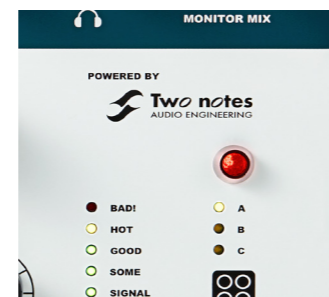 MONITOR MIX
POWERED BY
Two notes
AUDIO ENGINEERING
BAD!
A
HOT
B
GOOD
C
SOME
SIGNAL